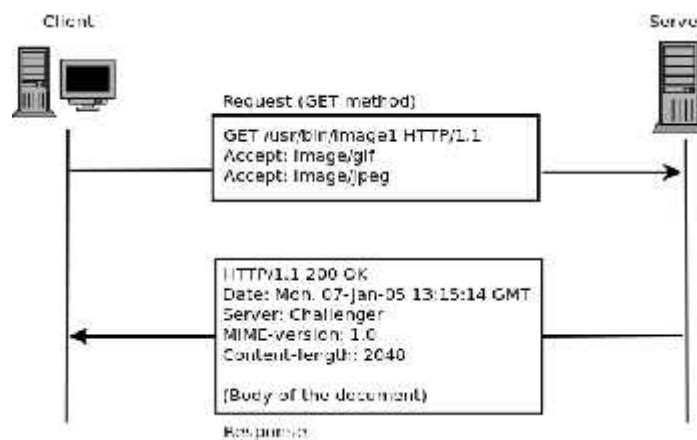 Client
Server
Request (GET method)
GET /usr/bin/image1 HTTP/1.1
Accept: image/gif
Accept: image/jpeg
HTTP/1.1 200 OK
Date: Mon, 07-Jan-05 13:15:14 GMT
Server: Challenger
MIME-version: 1.0
Content-length: 2048
(Body of the document)
Response